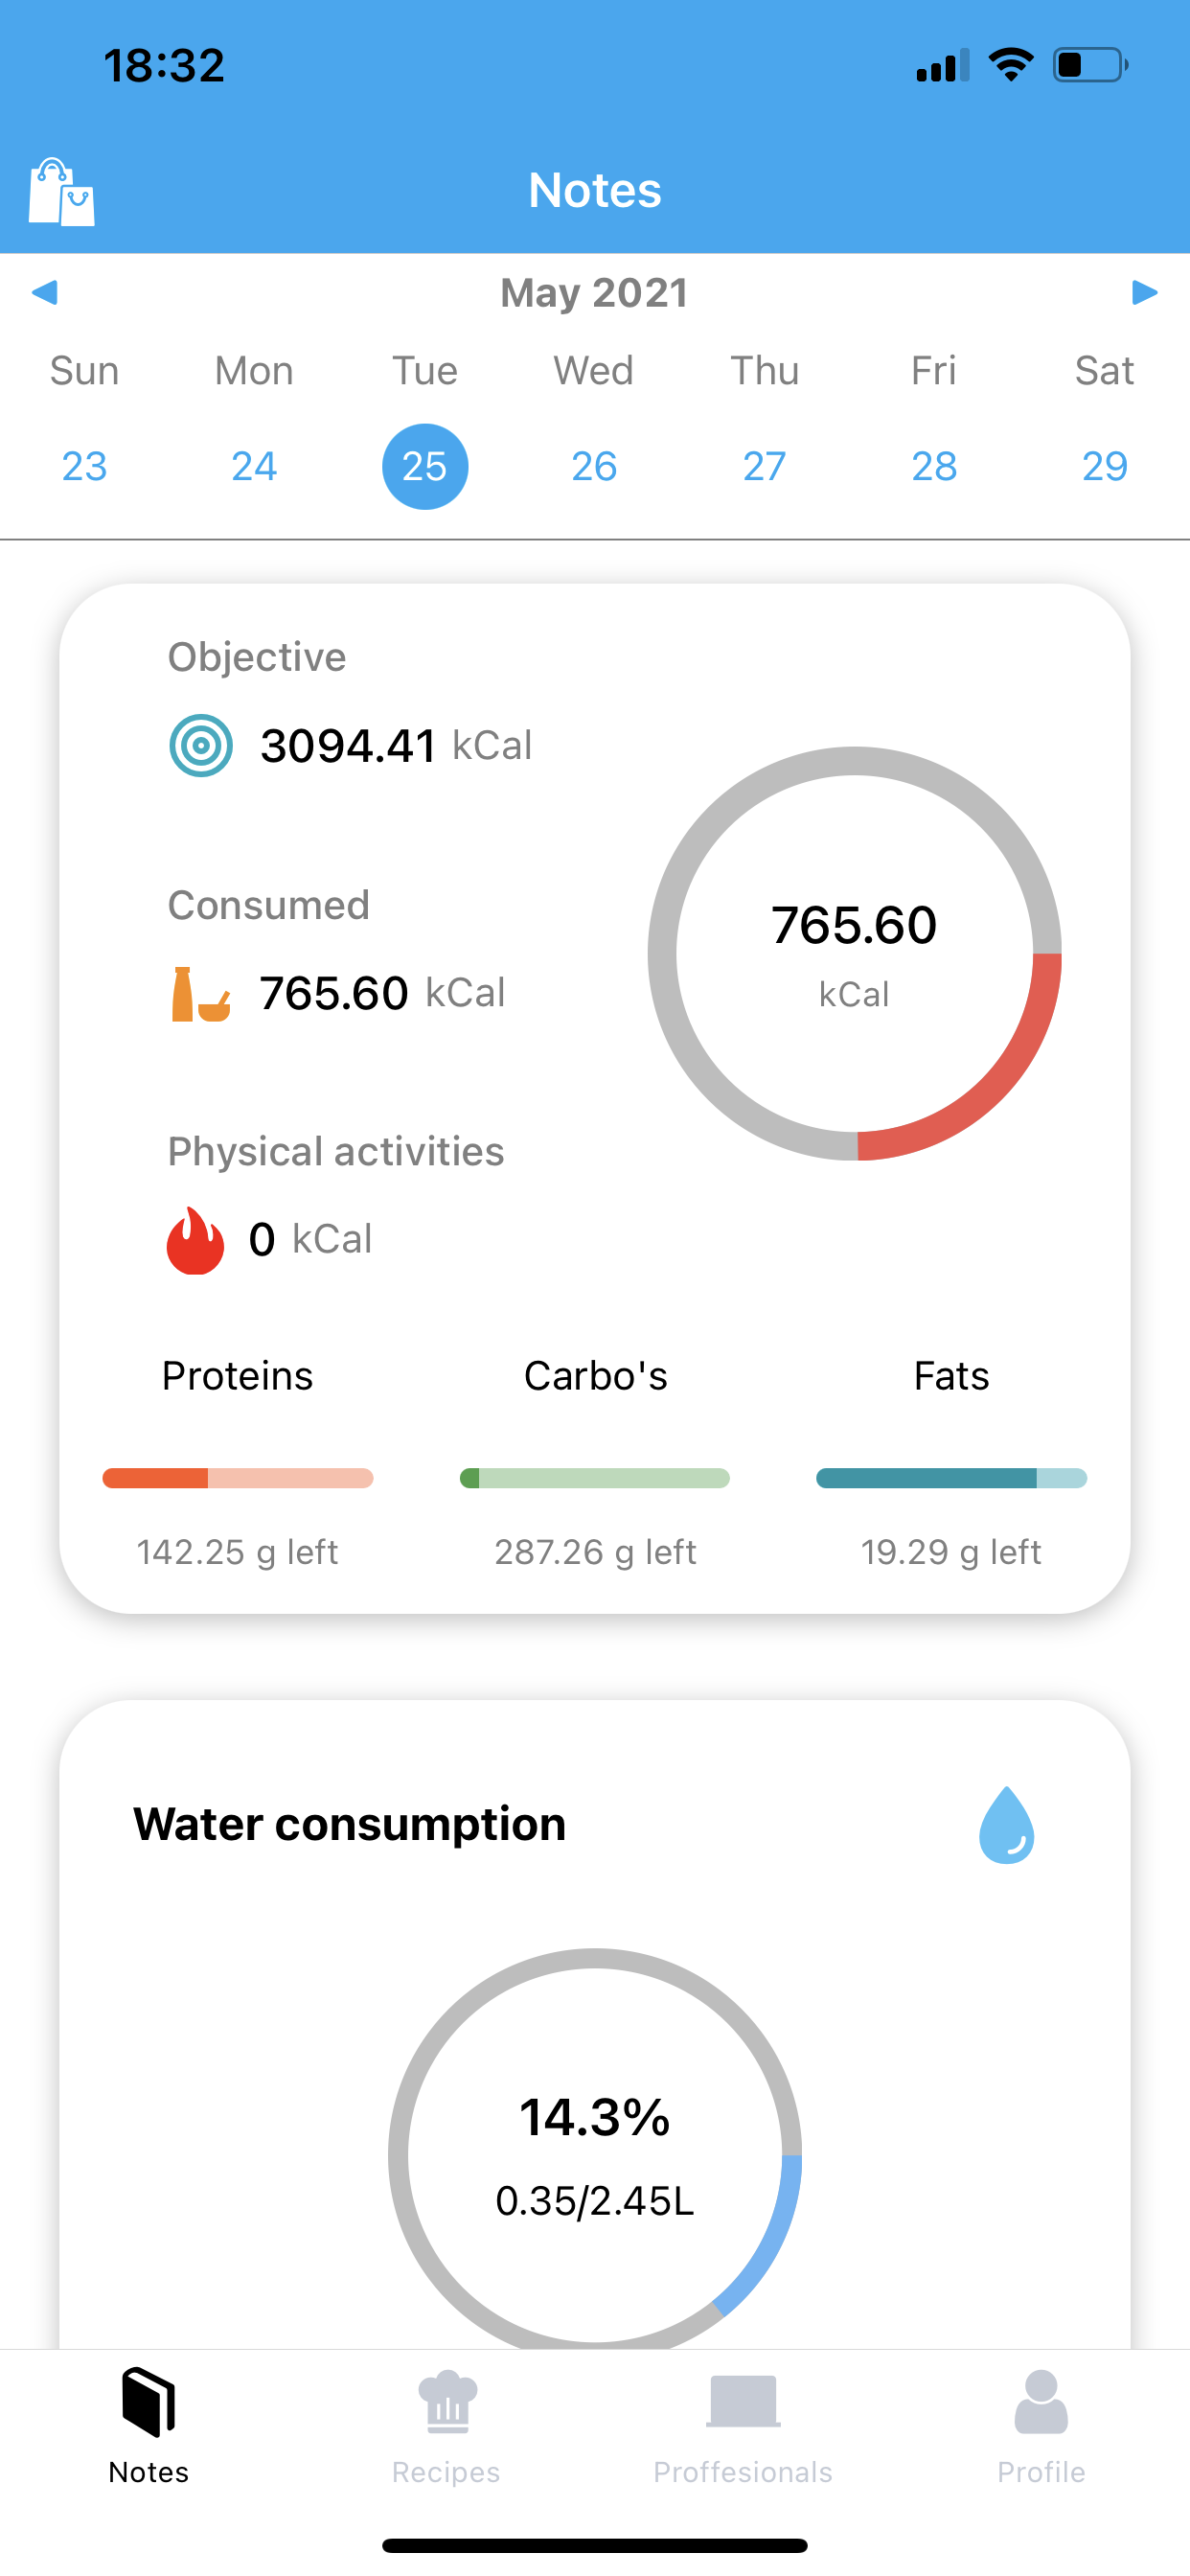 18:32
Notes
May 2021
Sun Mon Tue Wed Thu Fri Sat
23 24 25 26 27 28 29
Objective
3094.41 kCal
Consumed
765.60 kCal
765.60
kCal
Physical activities
0 kCal
Proteins Carbo's Fats
142.25 g left 287.26 g left 19.29 g left
Water consumption
14.3%
0.35/2.45L
Notes Recipes Proffesionals Profile